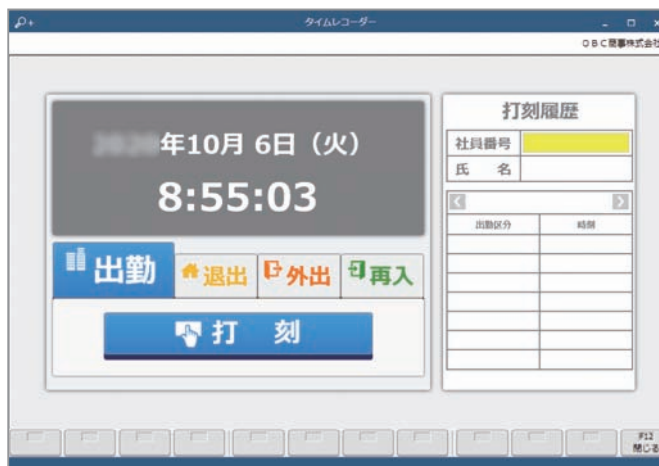 タイムレコーダー
OBC商事株式会社
年10月 6日（火）
8:55:03
出勤
退出
外出
再入
打 刻
打刻履歴
社員番号
氏 名
出勤区分 時刻
F12
閉じる